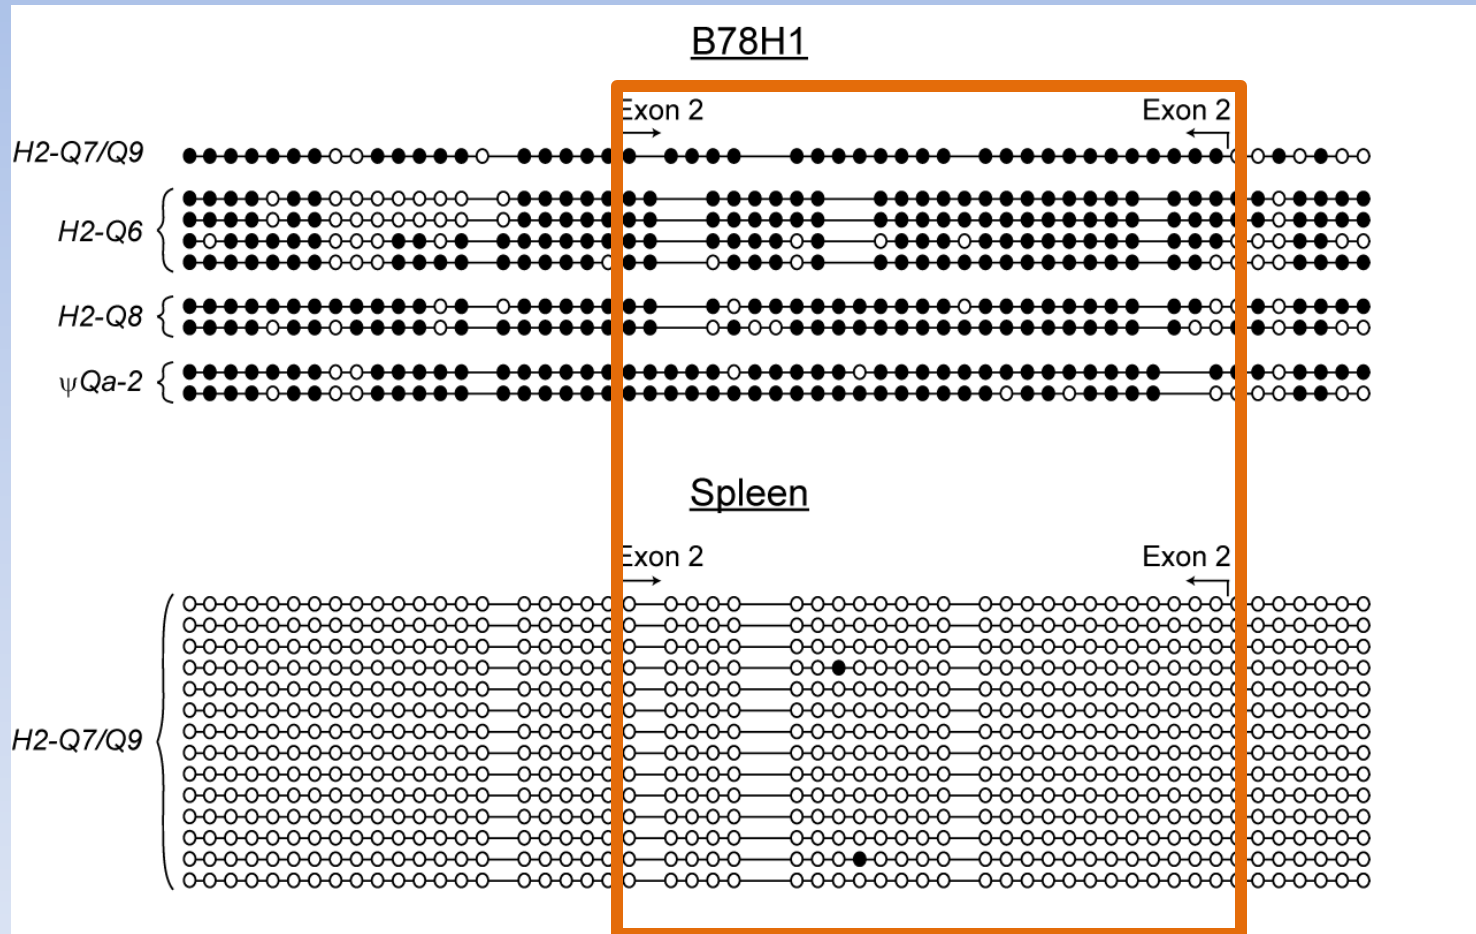 B78H1
Exon 2 Exon 2
H2-Q7/Q9
H2-Q6
H2-Q8
ψQa-2
Spleen
Exon 2 Exon 2
H2-Q7/Q9